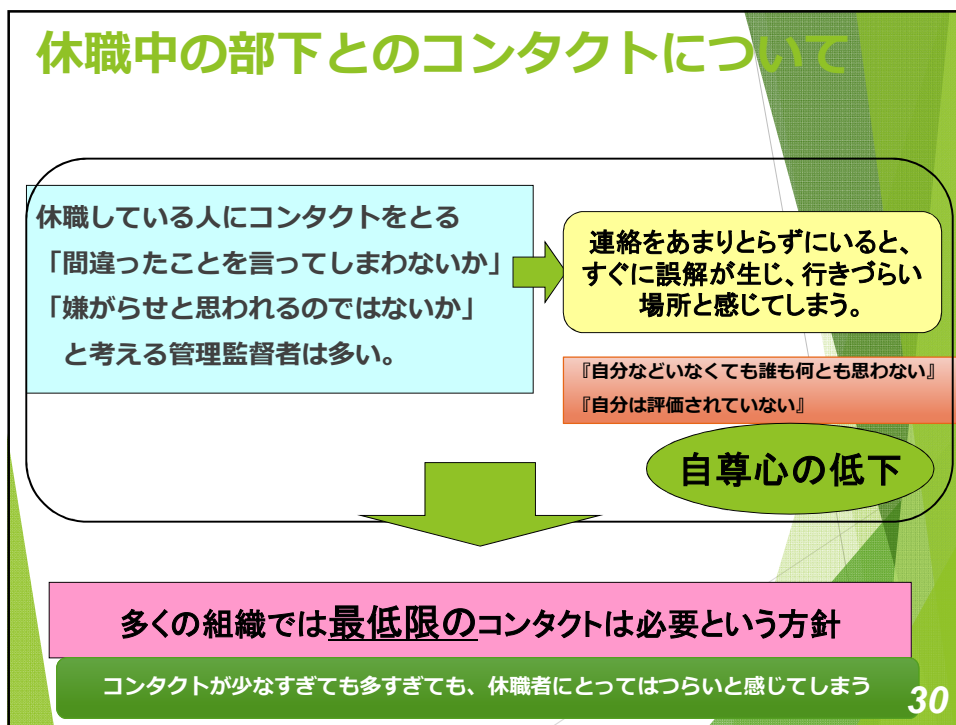 休職中の部下とのコンタクトについて
休職している人にコンタクトをとる
「間違ったことを言ってしまわないか」
「嫌がらせと思われるのではないか」
と考える管理監督者は多い。
連絡をあまりとらずにいると、
すぐに誤解が生じ、行きづらい
場所と感じてしまう。
『自分などいなくても誰も何とも思わない』
『自分は評価されていない』
自尊心の低下
多くの組織では最低限のコンタクトは必要という方針
コンタクトが少なすぎても多すぎても、休職者にとってはつらいと感じてしまう
30